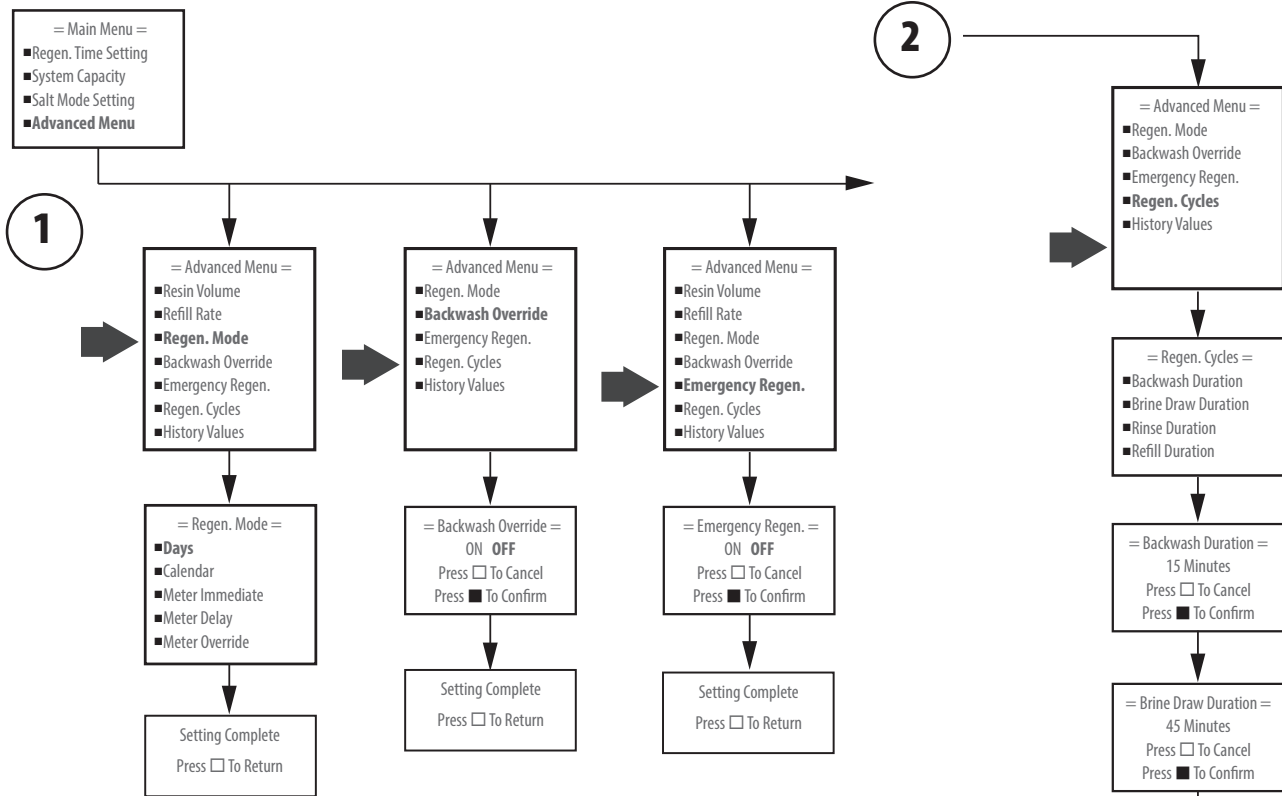 = Main Menu =
■Regen. Time Setting
■System Capacity
■Salt Mode Setting
■Advanced Menu
1
= Advanced Menu =
■Resin Volume
■Refill Rate
■Regen. Mode
■Backwash Override
■Emergency Regen.
■Regen. Cycles
■History Values
= Regen. Mode =
■Days
■Calendar
■Meter Immediate
■Meter Delay
■Meter Override
Setting Complete
Press □ To Return
= Advanced Menu =
■Regen. Mode
■Backwash Override
■Emergency Regen.
■Regen. Cycles
■History Values
= Backwash Override =
ON OFF
Press □ To Cancel
Press ■ To Confirm
Setting Complete
Press □ To Return
= Advanced Menu =
■Resin Volume
■Refill Rate
■Regen. Mode
■Backwash Override
■Emergency Regen.
■Regen. Cycles
■History Values
= Emergency Regen. =
ON OFF
Press □ To Cancel
Press ■ To Confirm
Setting Complete
Press □ To Return
2
= Advanced Menu =
■Regen. Mode
■Backwash Override
■Emergency Regen.
■Regen. Cycles
■History Values
= Regen. Cycles =
■Backwash Duration
■Brine Draw Duration
■Rinse Duration
■Refill Duration
= Backwash Duration =
15 Minutes
Press □ To Cancel
Press ■ To Confirm
= Brine Draw Duration =
45 Minutes
Press □ To Cancel
Press ■ To Confirm